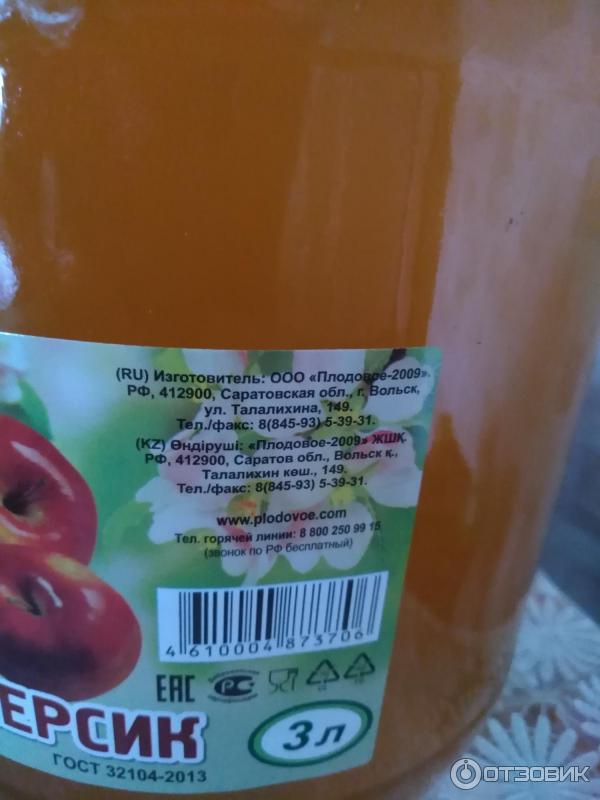 (RU) Изготовитель: ООО «Плодовое-2009».
РФ, 412900, Саратовская обл., г. Вольск,
ул. Талалихина, 149.
Тел./факс: 8(845-93) 5-39-31.
(KZ) Өндіруші: «Плодовое-2009» ЖШҚ.
РФ, 412900, Саратов обл., Вольск қ.,
Талалихин көш., 149.
Тел./факс: 8(845-93) 5-39-31.
www.plodovoe.com
Тел. горячей линии: 8 800 250 99 15
(звонок по РФ бесплатный)
4 610004 873706
ЕАС
ЕРСИК
3 л
ГОСТ 32104-2013
ОТЗОВИК